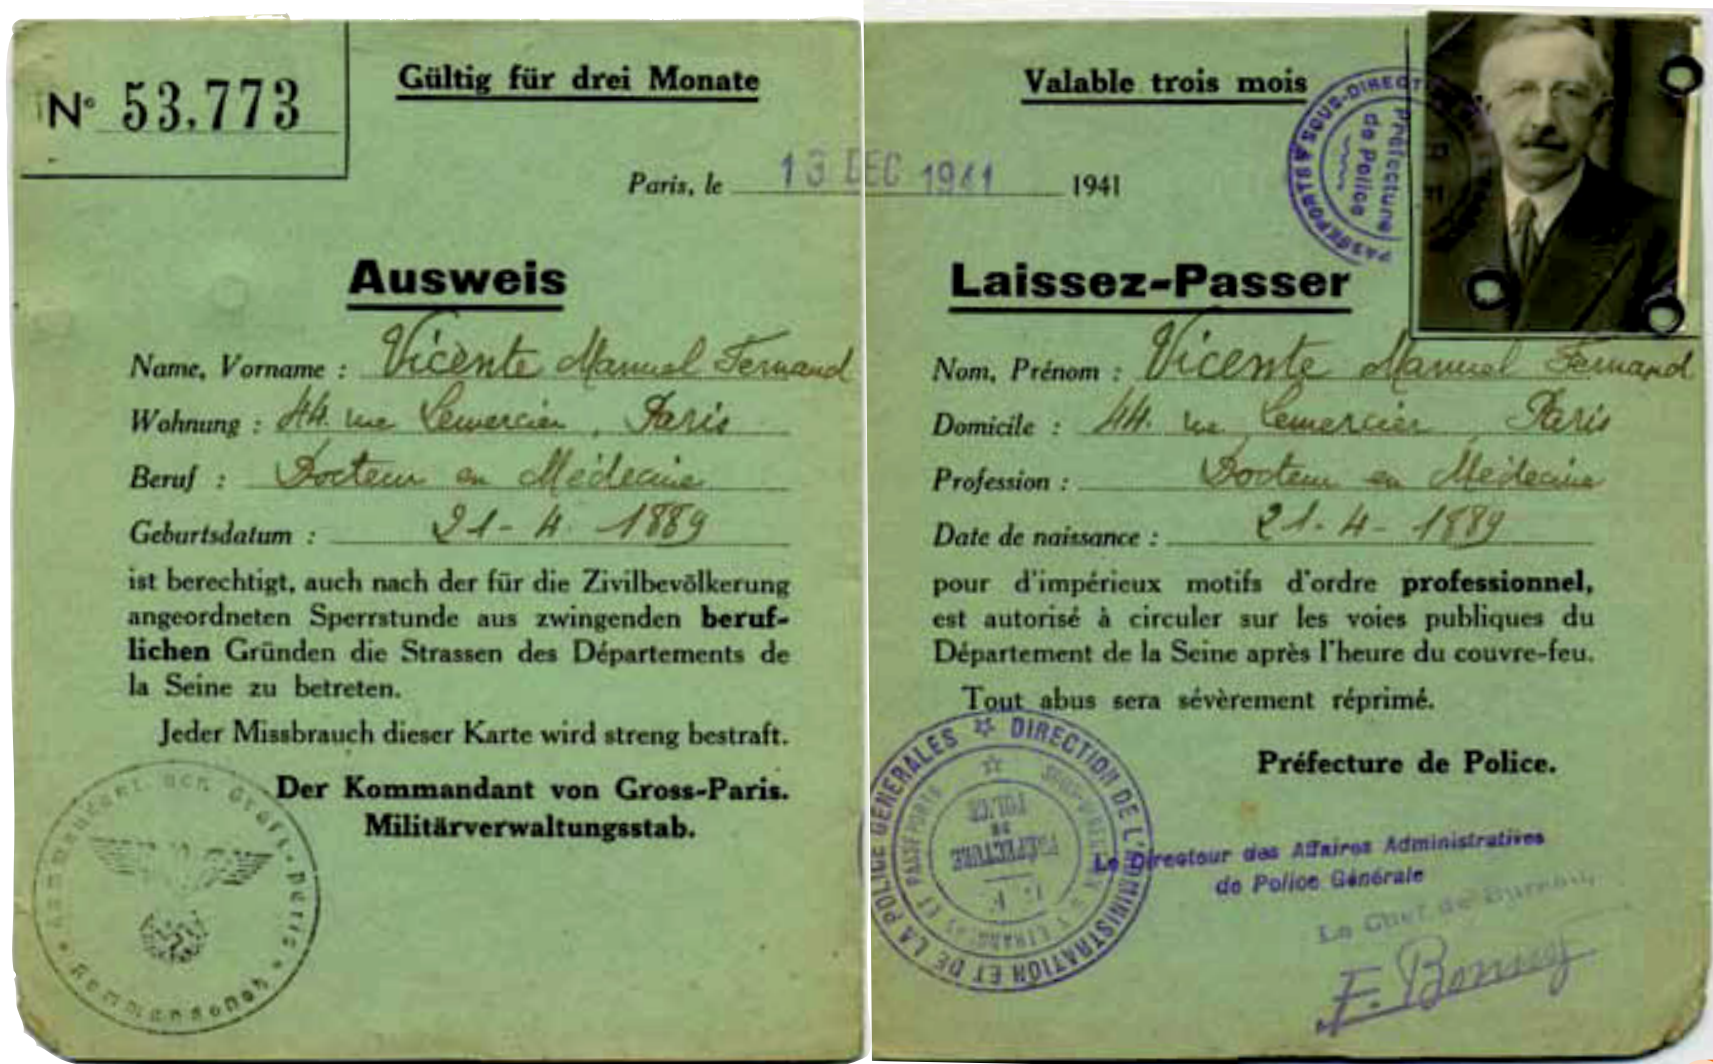 N° 53.773
Gültig für drei Monate
Paris, le 13 DEC 1941 1941
Ausweis
Name, Vorname : Vicente Manuel Fernand
Wohnung : 44. rue Lemercier, Paris
Beruf : Docteur en Médecine
Geburtsdatum : 21-4. 1889
ist berechtigt, auch nach der für die Zivilbevölkerung
angeordneten Sperrstunde aus zwingenden beruf-
lichen Gründen die Strassen des Départements de
la Seine zu betreten.
Jeder Missbrauch dieser Karte wird streng bestraft.
Der Kommandant von Gross-Paris.
Militärverwaltungsstab.
Valable trois mois
PASSEPORTS SOUS-DIRECT
Préfecture
de Police
Laissez-Passer
Nom, Prénom : Vicente Manuel Fernand
Domicile : 44. rue Lemercier Paris
Profession : Docteur en Médecine
Date de naissance : 21-4-1889
pour d'impérieux motifs d'ordre professionnel,
est autorisé à circuler sur les voies publiques du
Département de la Seine après l'heure du couvre-feu.
Tout abus sera sévèrement réprimé.
Préfecture de Police.
DIRECTION DE L'ADMINISTRATION ET DE LA POLICE GENERALES
PREFECTURE
DE
POLICE
Le Directeur des Affaires Administratives
de Police Générale
Le Chef de Bureau,
F. Bonny